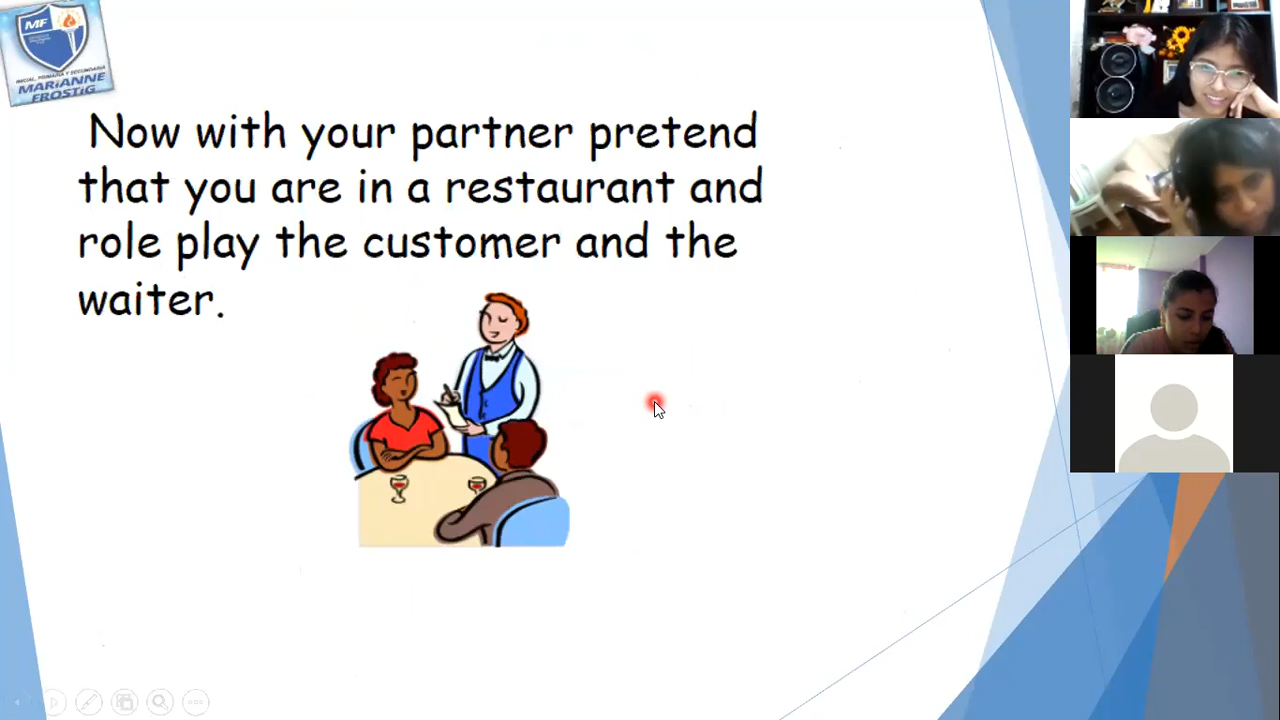 MF
INICIAL, PRIMARIA Y SECUNDARIA
MARIANNE
FROSTIG
Now with your partner pretend
that you are in a restaurant and
role play the customer and the
waiter.